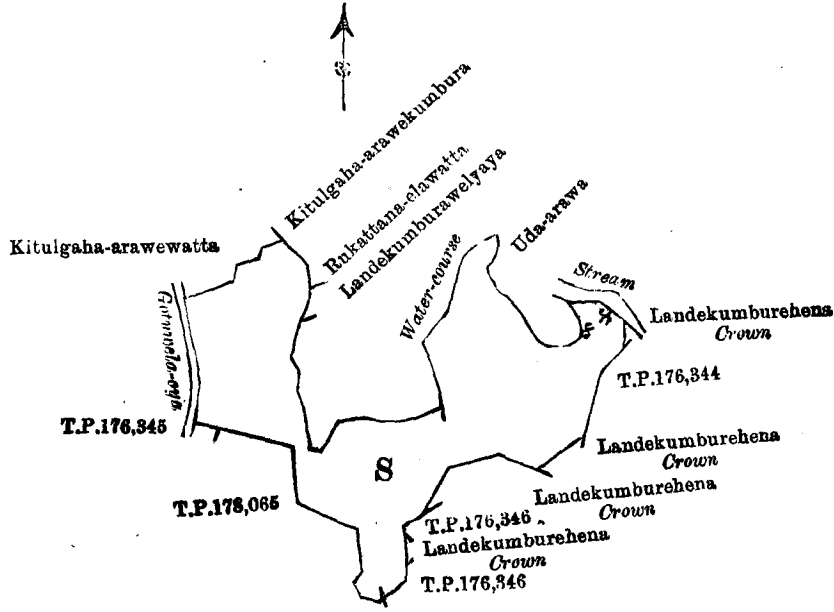 Kitulgaha-arawekumbura
Rukattana-elawatta
Landekumburawelyaya
Uda-arawa
Kitulgaha-arawewatta
Water-course
Stream
Landekumburehena
Crown
T.P.176,344
T.P.176,345
Landekumburehena
Crown
S
T.P.178,065
Landekumburehena
Crown
T.P.176,346
Landekumburehena
Crown
T.P.176,346